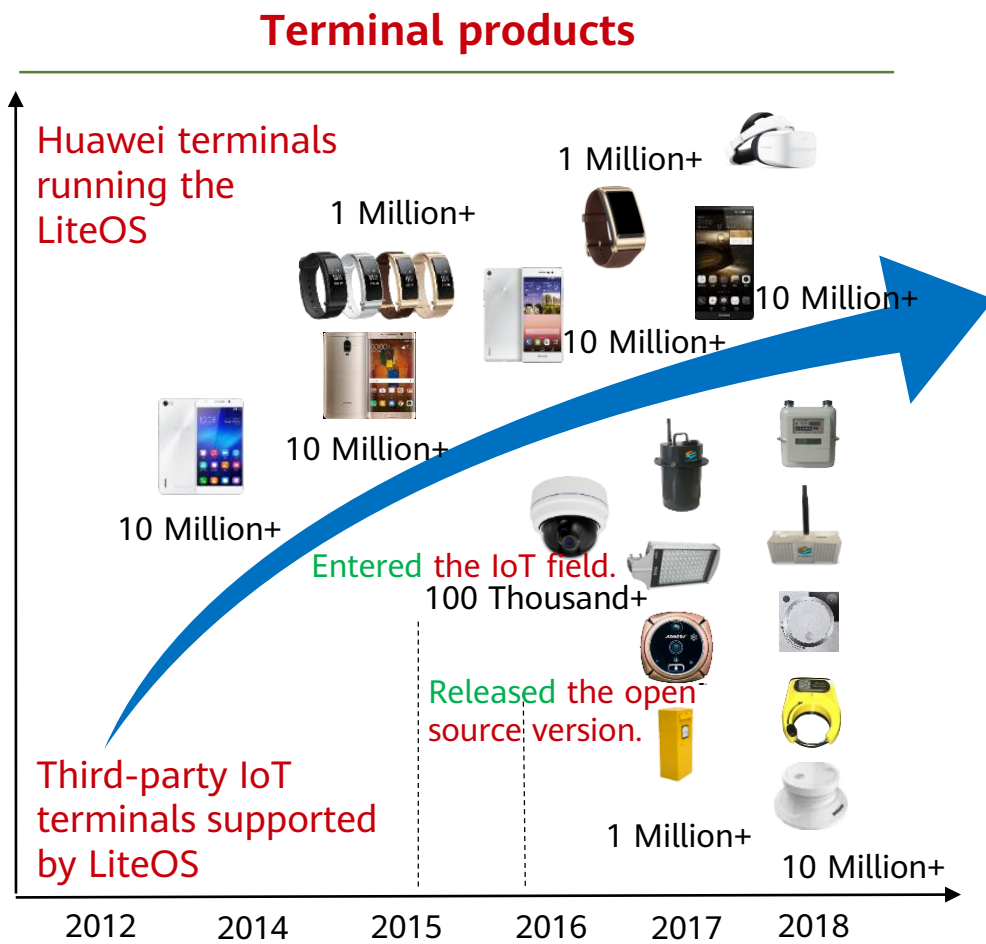 Terminal products
Huawei terminals
running the
LiteOS
1 Million+
1 Million+
10 Million+
10 Million+
10 Million+
10 Million+
Entered the IoT field.
100 Thousand+
Released the open
source version.
Third-party IoT
terminals supported
by LiteOS
1 Million+
10 Million+
2012
2014
2015
2016
2017
2018